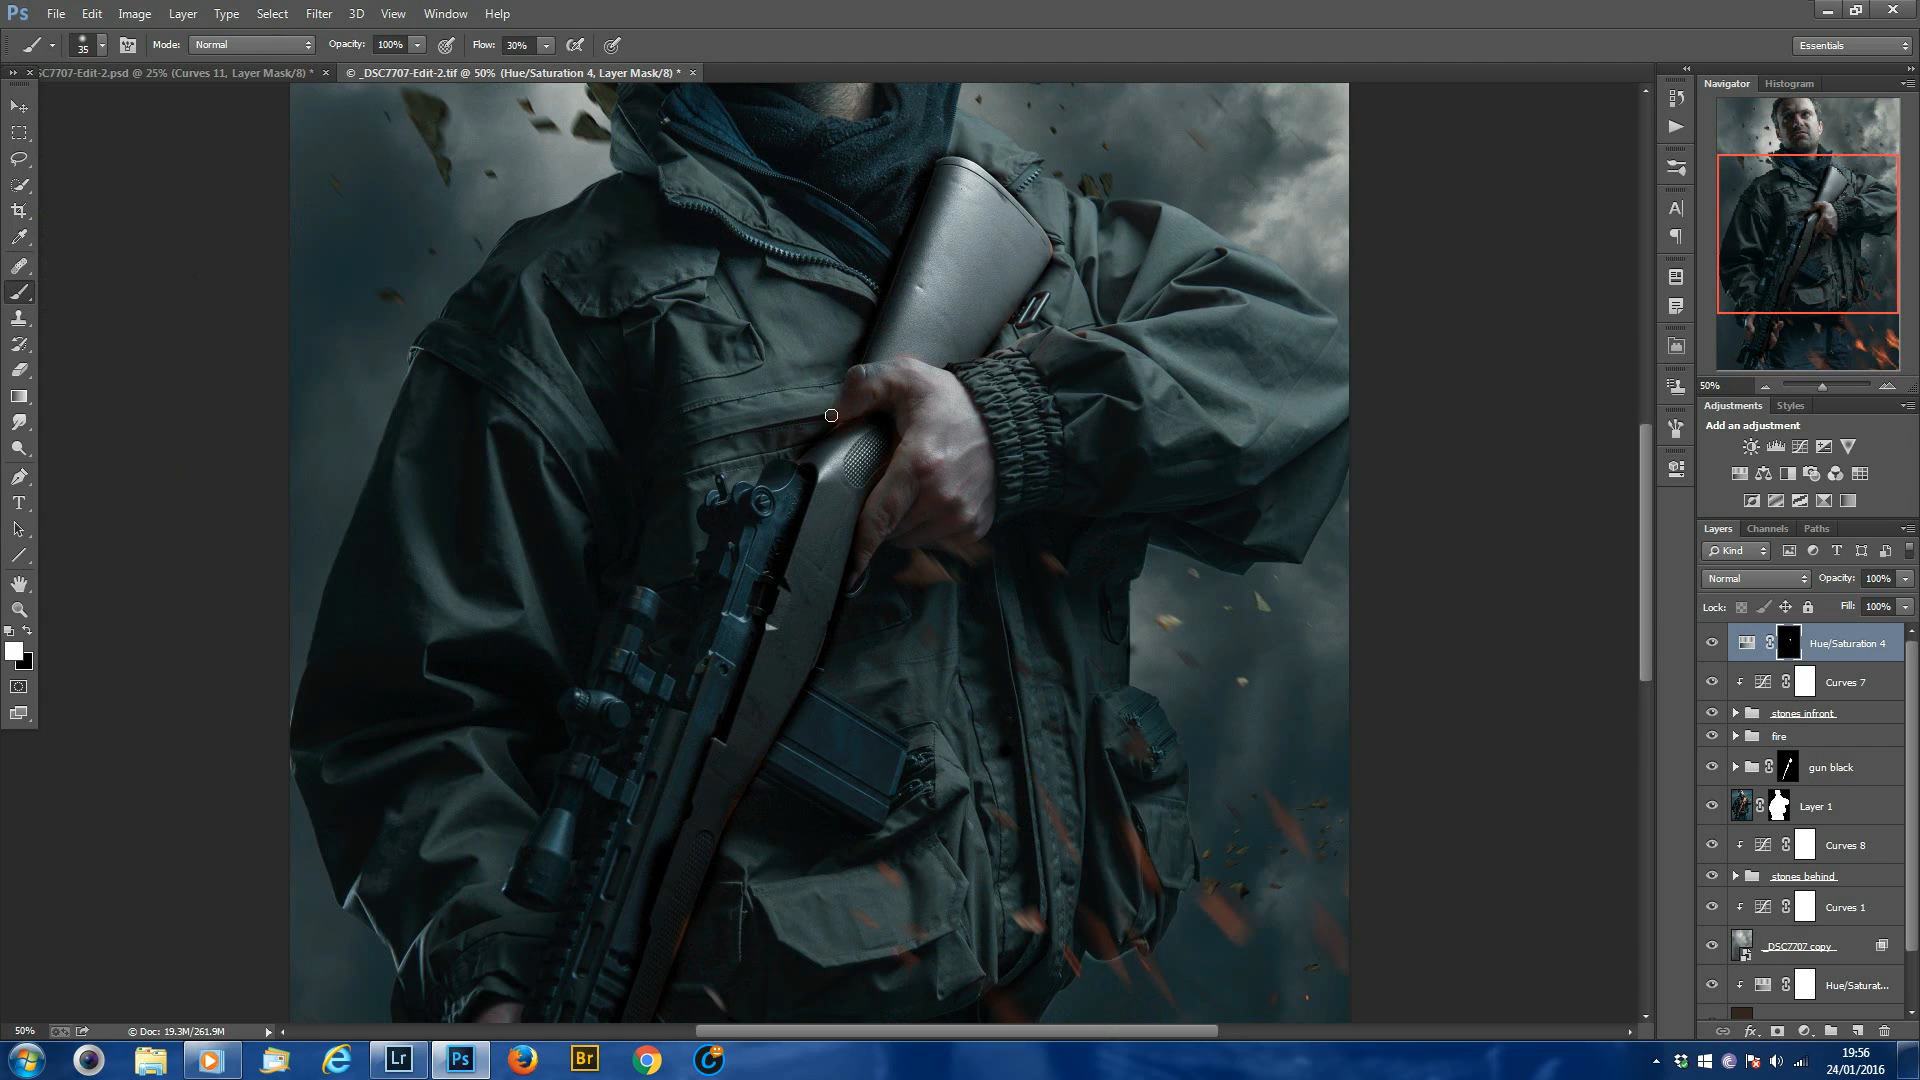 Ps File Edit Image Layer Type Select Filter 3D View Window Help
35 Mode: Normal Opacity: 100% Flow: 30% Essentials
SC7707-Edit-2.psd @ 25% (Curves 11, Layer Mask/8) * × © _DSC7707-Edit-2.tif @ 50% (Hue/Saturation 4, Layer Mask/8) * ×
Navigator Histogram
50%
Adjustments Styles
Add an adjustment
Layers Channels Paths
Kind
Normal Opacity: 100%
Lock: Fill: 100%
Hue/Saturation 4
Curves 7
stones infront
fire
gun black
Layer 1
Curves 8
stones behind
Curves 1
_DSC7707 copy
Hue/Saturat...
50% © Doc: 19.3M/261.9M
Lr Ps Br
19:56
24/01/2016